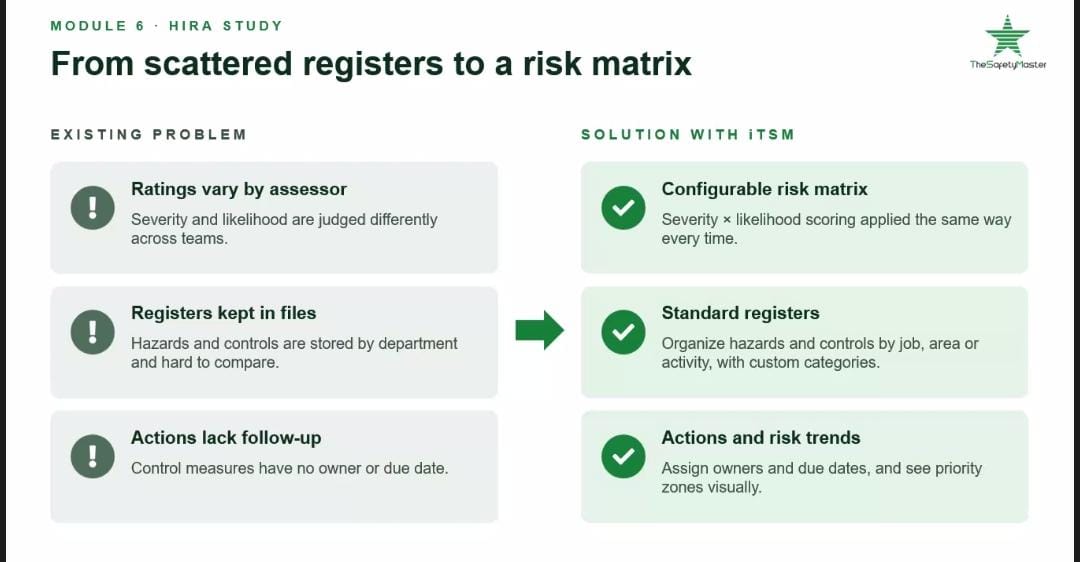 MODULE 6 · HIRA STUDY
From scattered registers to a risk matrix
TheSafetyMaster
EXISTING PROBLEM
Ratings vary by assessor
Severity and likelihood are judged differently
across teams.
Registers kept in files
Hazards and controls are stored by department
and hard to compare.
Actions lack follow-up
Control measures have no owner or due date.
SOLUTION WITH iTSM
Configurable risk matrix
Severity × likelihood scoring applied the same way
every time.
Standard registers
Organize hazards and controls by job, area or
activity, with custom categories.
Actions and risk trends
Assign owners and due dates, and see priority
zones visually.